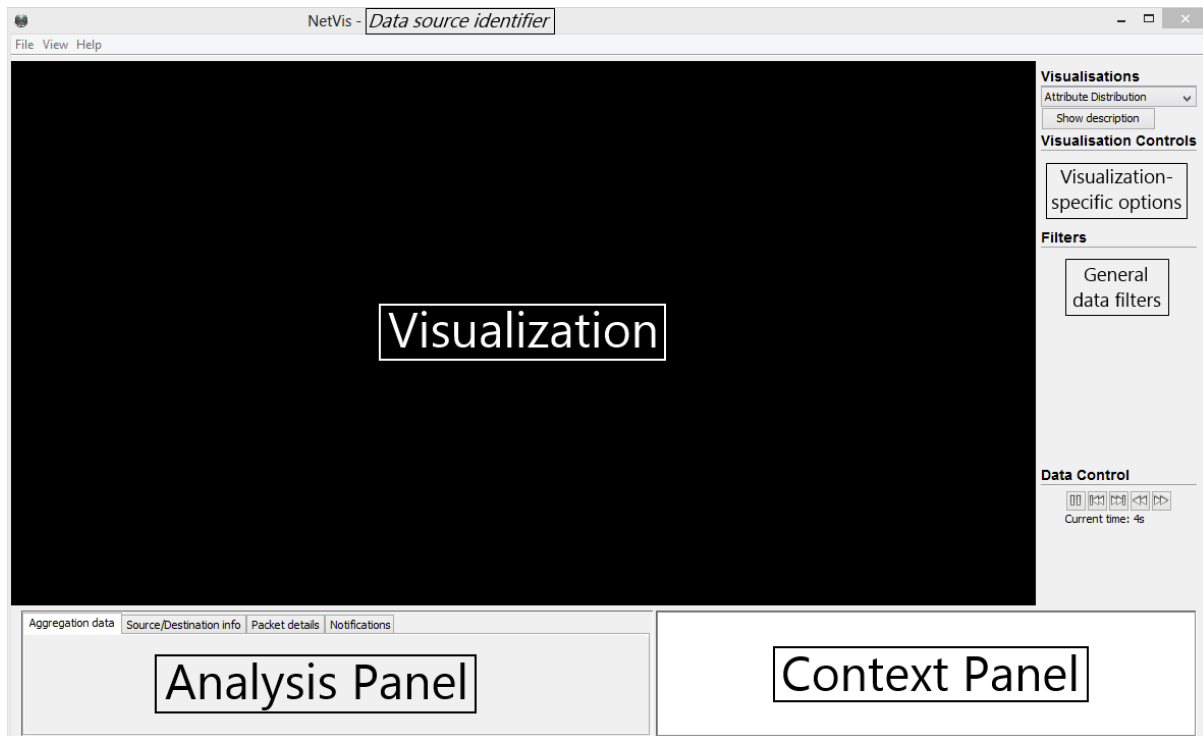 NetVis - Data source identifier
File View Help
Visualisations
Attribute Distribution
Show description
Visualisation Controls
Visualization-
specific options
Filters
General
data filters
Visualization
Data Control
Current time: 4s
Aggregation data Source/Destination info Packet details Notifications
Analysis Panel
Context Panel